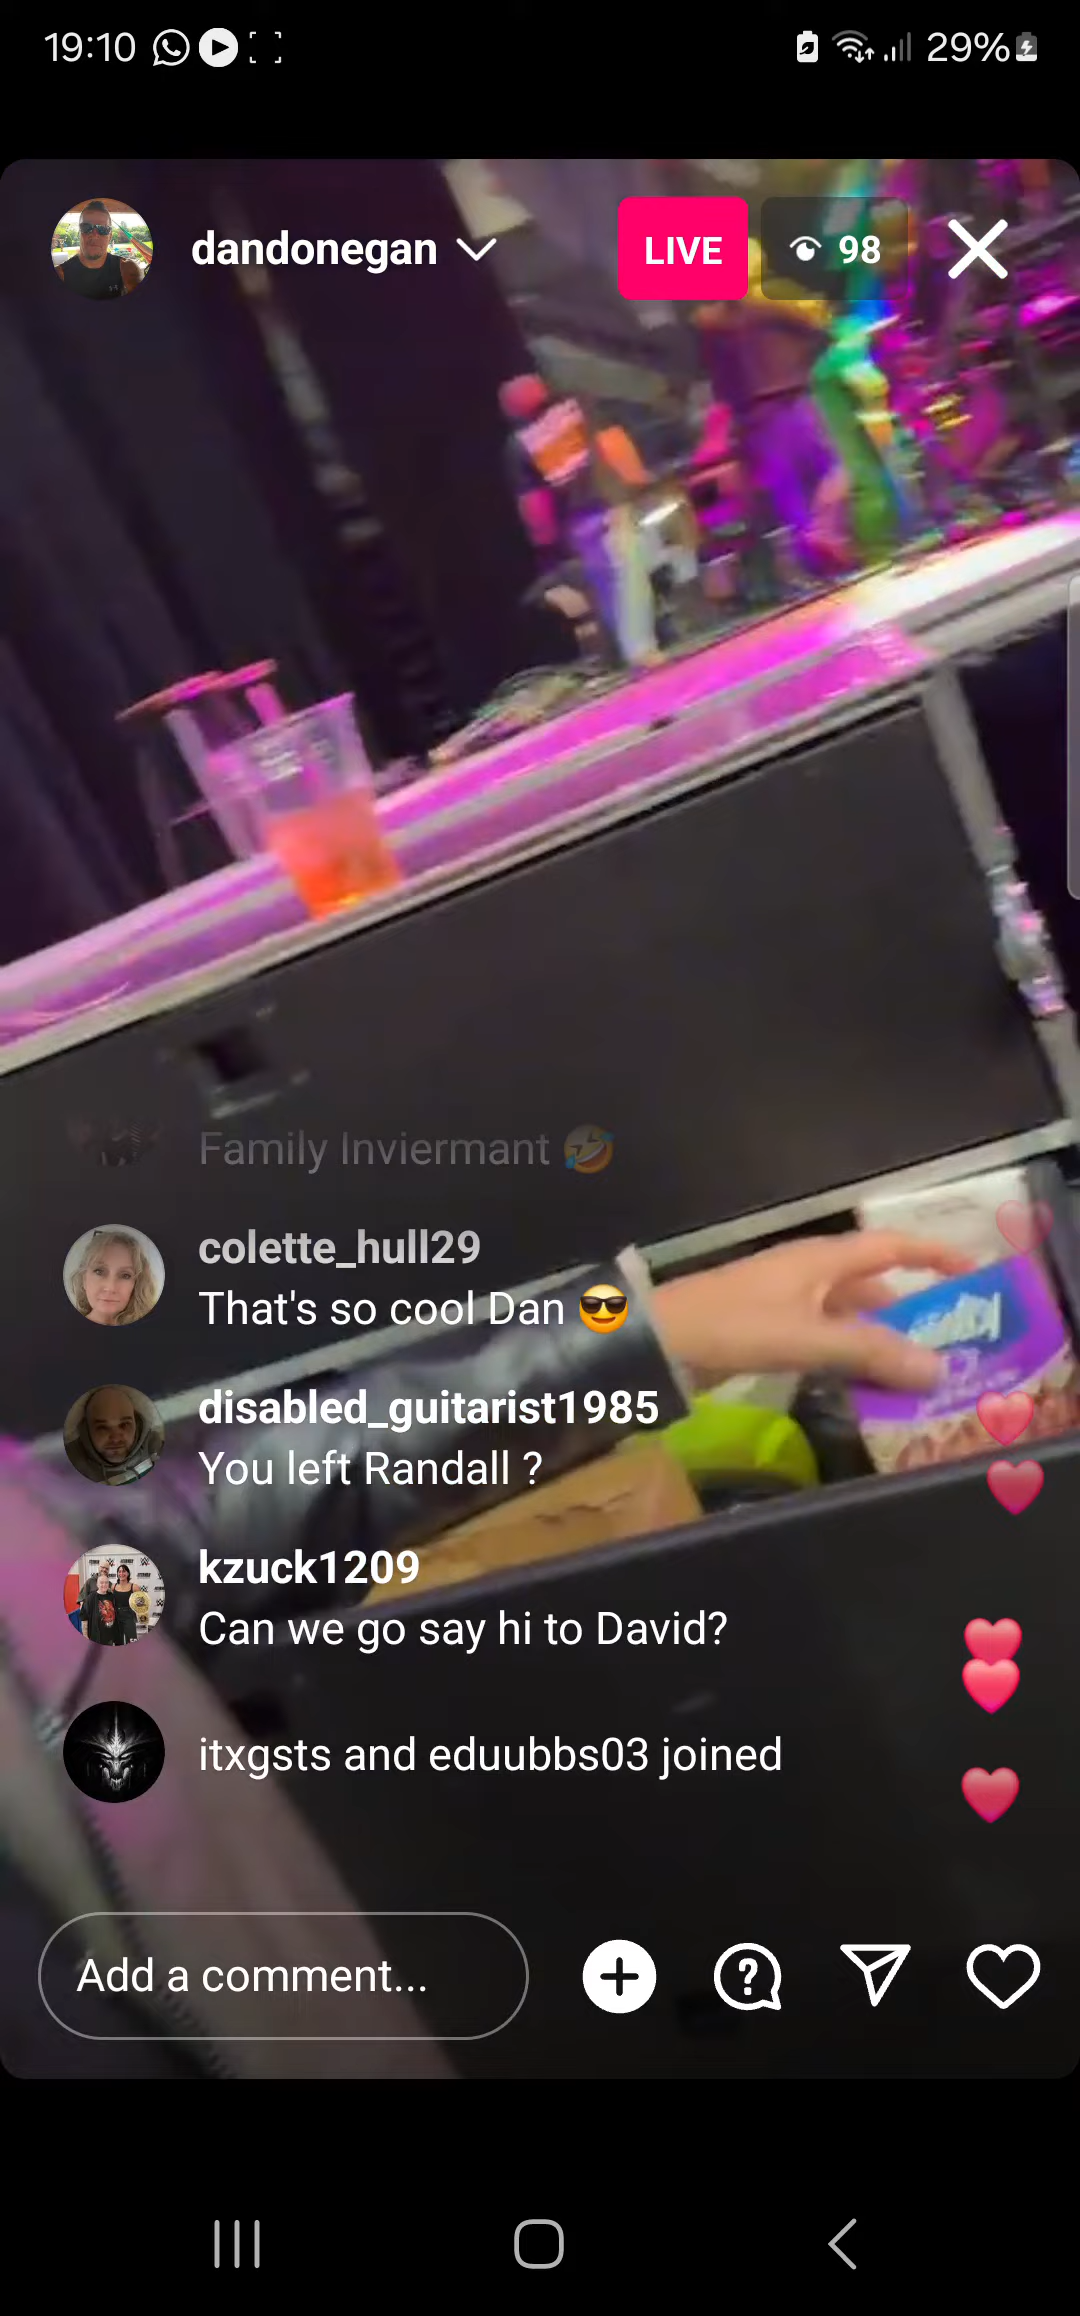 19:10
29%
dandonegan
LIVE
98
Family Inviermant 🤣
colette_hull29
That's so cool Dan 😎
disabled_guitarist1985
You left Randall ?
kzuck1209
Can we go say hi to David?
itxgsts and eduubbs03 joined
Add a comment...